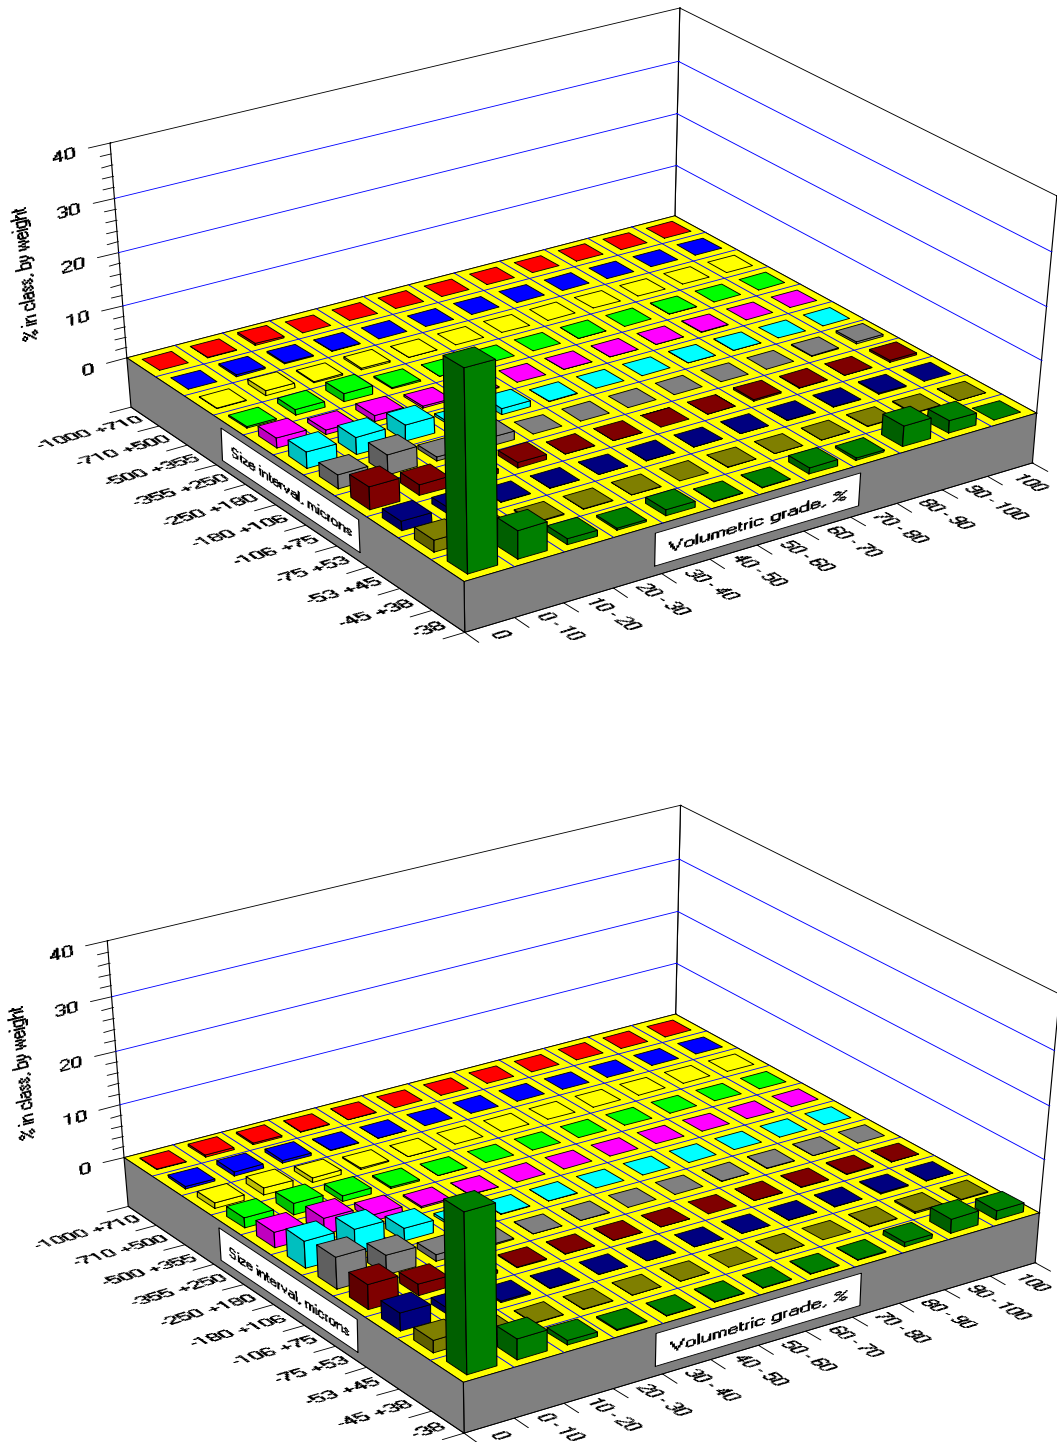 40
30
20
10
0
% in class, by weight
-1000 +710
-710 +500
-500 +355
-355 +250
-250 +180
-180 +106
-106 +75
-75 +53
-53 +45
-45 +38
-38
Size interval, microns
0
0 - 10
10 - 20
20 - 30
30 - 40
40 - 50
50 - 60
60 - 70
70 - 80
80 - 90
90 - 100
100
Volumetric grade, %
40
30
20
10
0
% in class, by weight
-1000 +710
-710 +500
-500 +355
-355 +250
-250 +180
-180 +106
-106 +75
-75 +53
-53 +45
-45 +38
-38
Size interval, microns
0
0 - 10
10 - 20
20 - 30
30 - 40
40 - 50
50 - 60
60 - 70
70 - 80
80 - 90
90 - 100
100
Volumetric grade, %